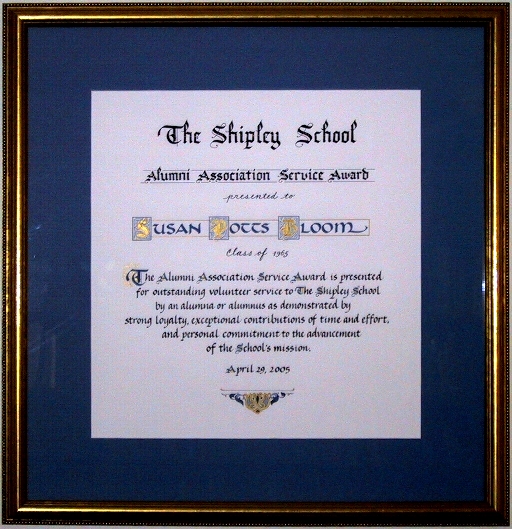 The Shipley School
Alumni Association Service Award
presented to
Susan Potts Bloom
Class of 1965
The Alumni Association Service Award is presented
for outstanding volunteer service to The Shipley School
by an alumna or alumnus as demonstrated by
strong loyalty, exceptional contributions of time and effort,
and personal commitment to the advancement
of the School's mission.
April 29, 2005